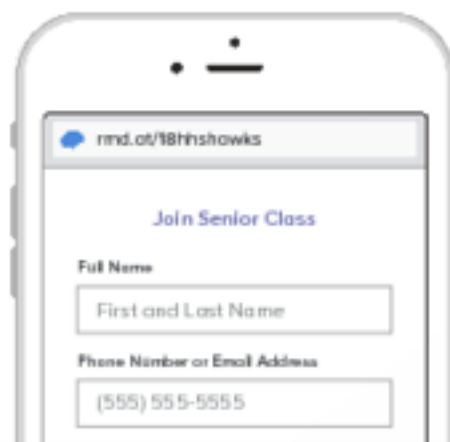 rmd.at/18hhshawks
Join Senior Class
Full Name
First and Last Name
Phone Number or Email Address
(555) 555-5555